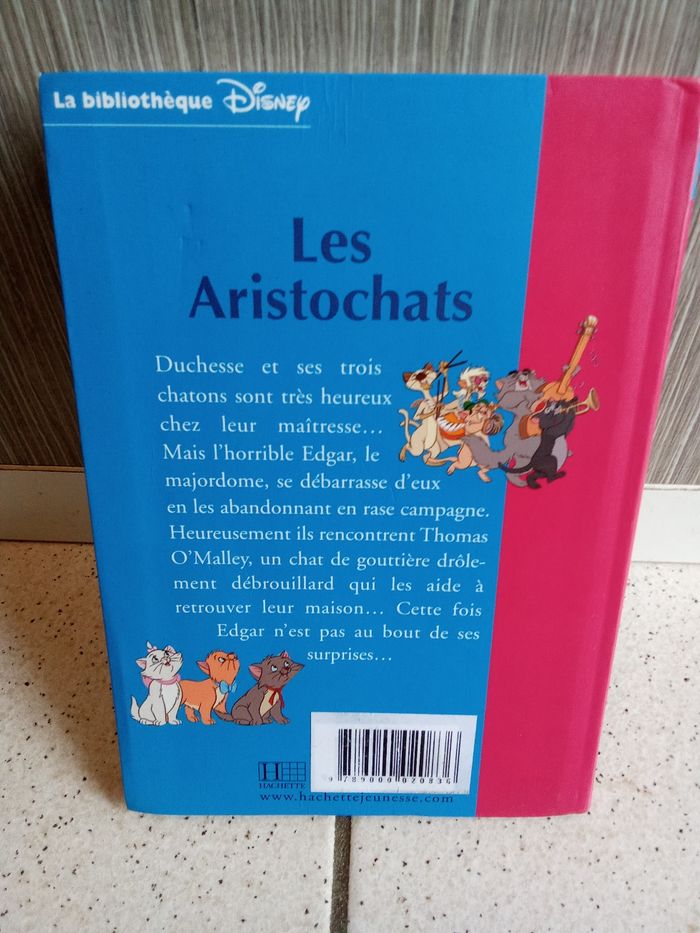 La bibliothèque Disney
Les
Aristochats
Duchesse et ses trois
chatons sont très heureux
chez leur maîtresse...
Mais l'horrible Edgar, le
majordome, se débarrasse d'eux
en les abandonnant en rase campagne.
Heureusement ils rencontrent Thomas
O'Malley, un chat de gouttière drôle-
ment débrouillard qui les aide à
retrouver leur maison... Cette fois
Edgar n'est pas au bout de ses
surprises...
H
HACHETTE
9 789000 020836
www.hachettejeunesse.com